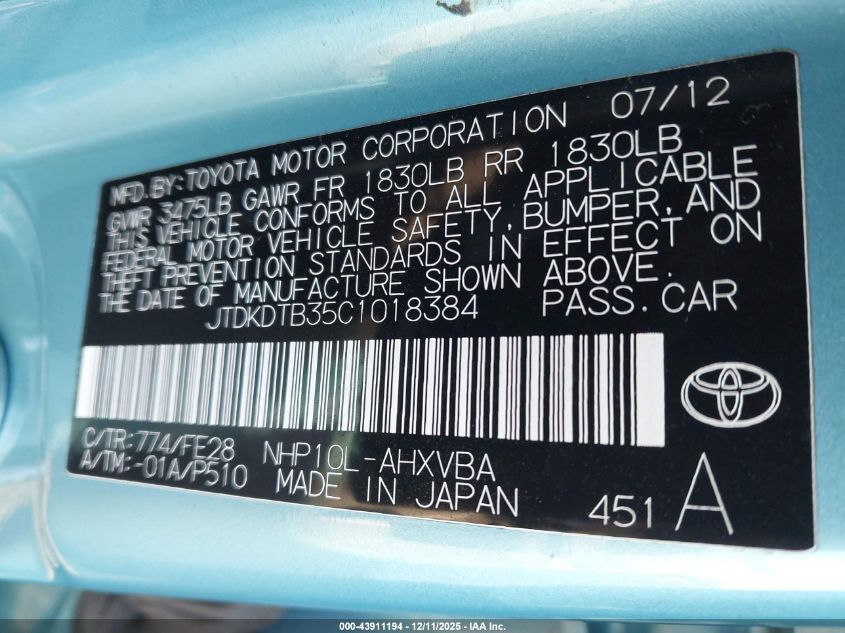 MFD.BY:TOYOTA MOTOR CORPORATION 07/12
GVWR 3475LB GAWR FR 1830LB RR 1830LB
THIS VEHICLE CONFORMS TO ALL APPLICABLE
FEDERAL MOTOR VEHICLE SAFETY, BUMPER, AND
THEFT PREVENTION STANDARDS IN EFFECT ON
THE DATE OF MANUFACTURE SHOWN ABOVE.
JTDKDTB35C1018384 PASS.CAR
C/TR:774/FE28 NHP10L-AHXVBA
A/TM:-01A/P510 MADE IN JAPAN
451 A
000-43911194 - 12/11/2025 - IAA Inc.